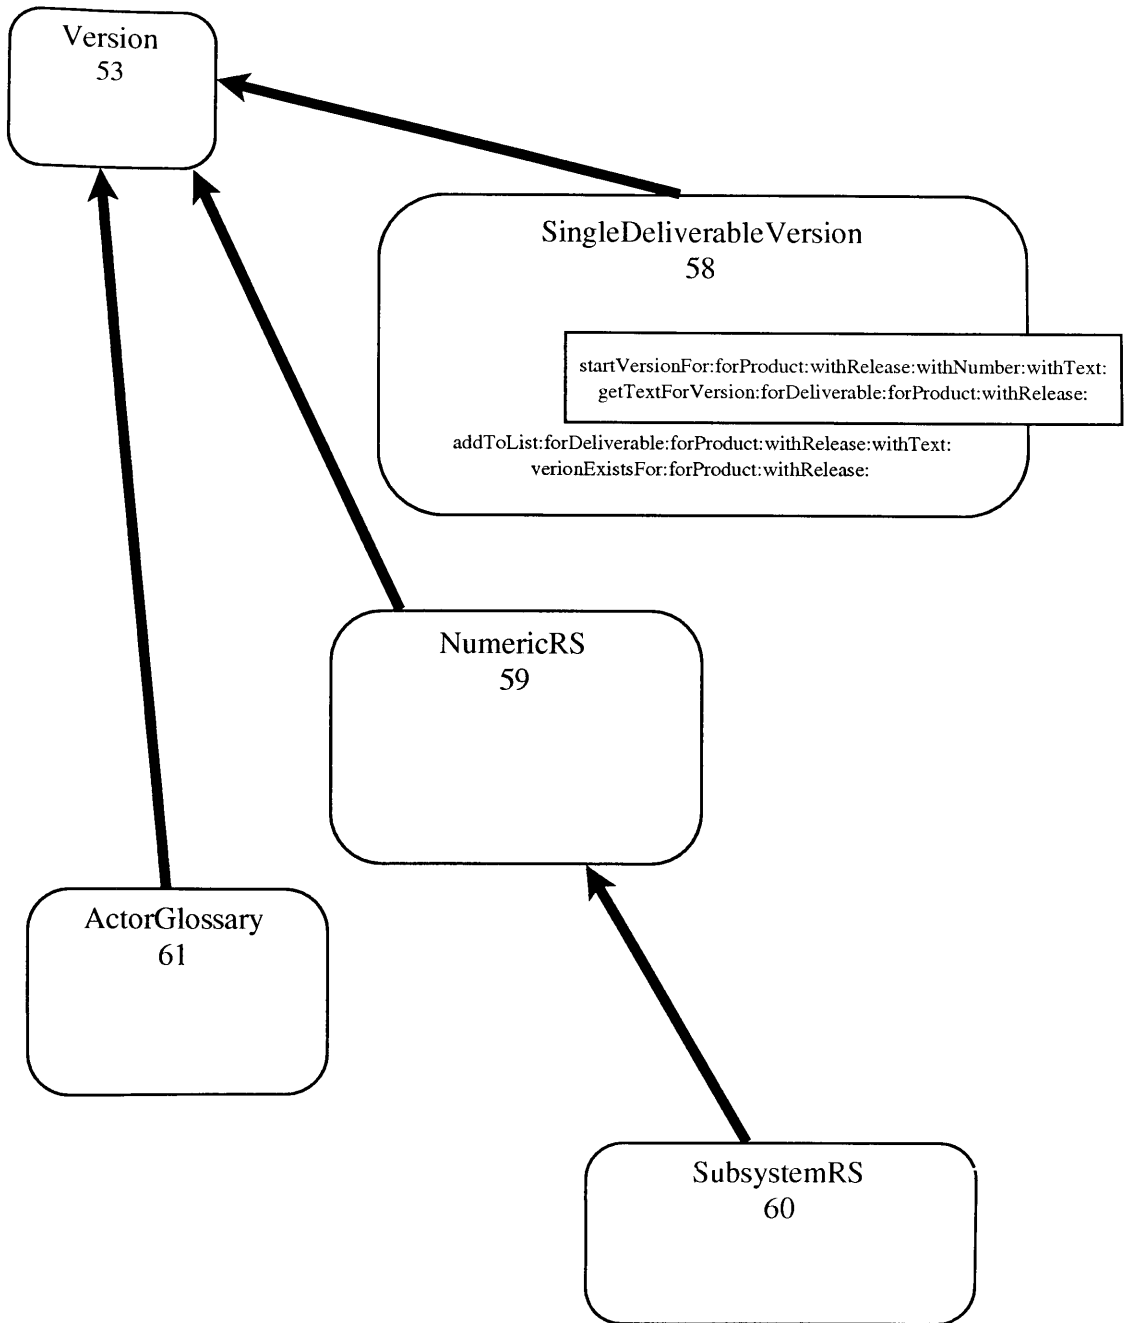 Version
53
SingleDeliverableVersion
58
startVersionFor:forProduct:withRelease:withNumber:withText:
getTextForVersion:forDeliverable:forProduct:withRelease:
addToList:forDeliverable:forProduct:withRelease:withText:
verionExistsFor:forProduct:withRelease:
NumericRS
59
ActorGlossary
61
SubsystemRS
60